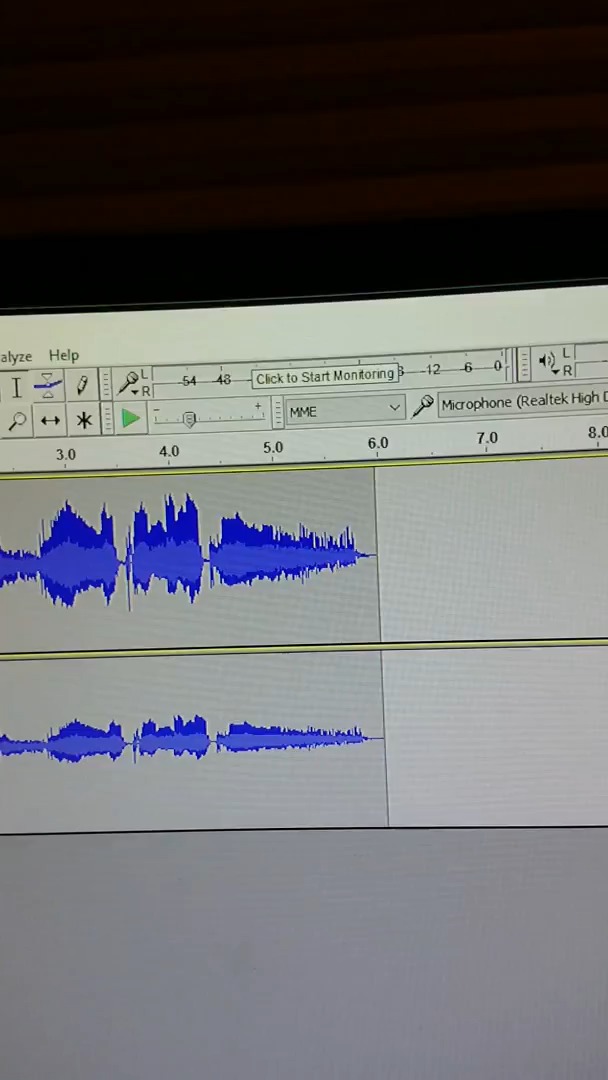 alyze Help
L
R
-54 -48 - Click to Start Monitoring -12 -6 0
L
R
- +
MME
Microphone (Realtek High D
3.0 4.0 5.0 6.0 7.0 8.0